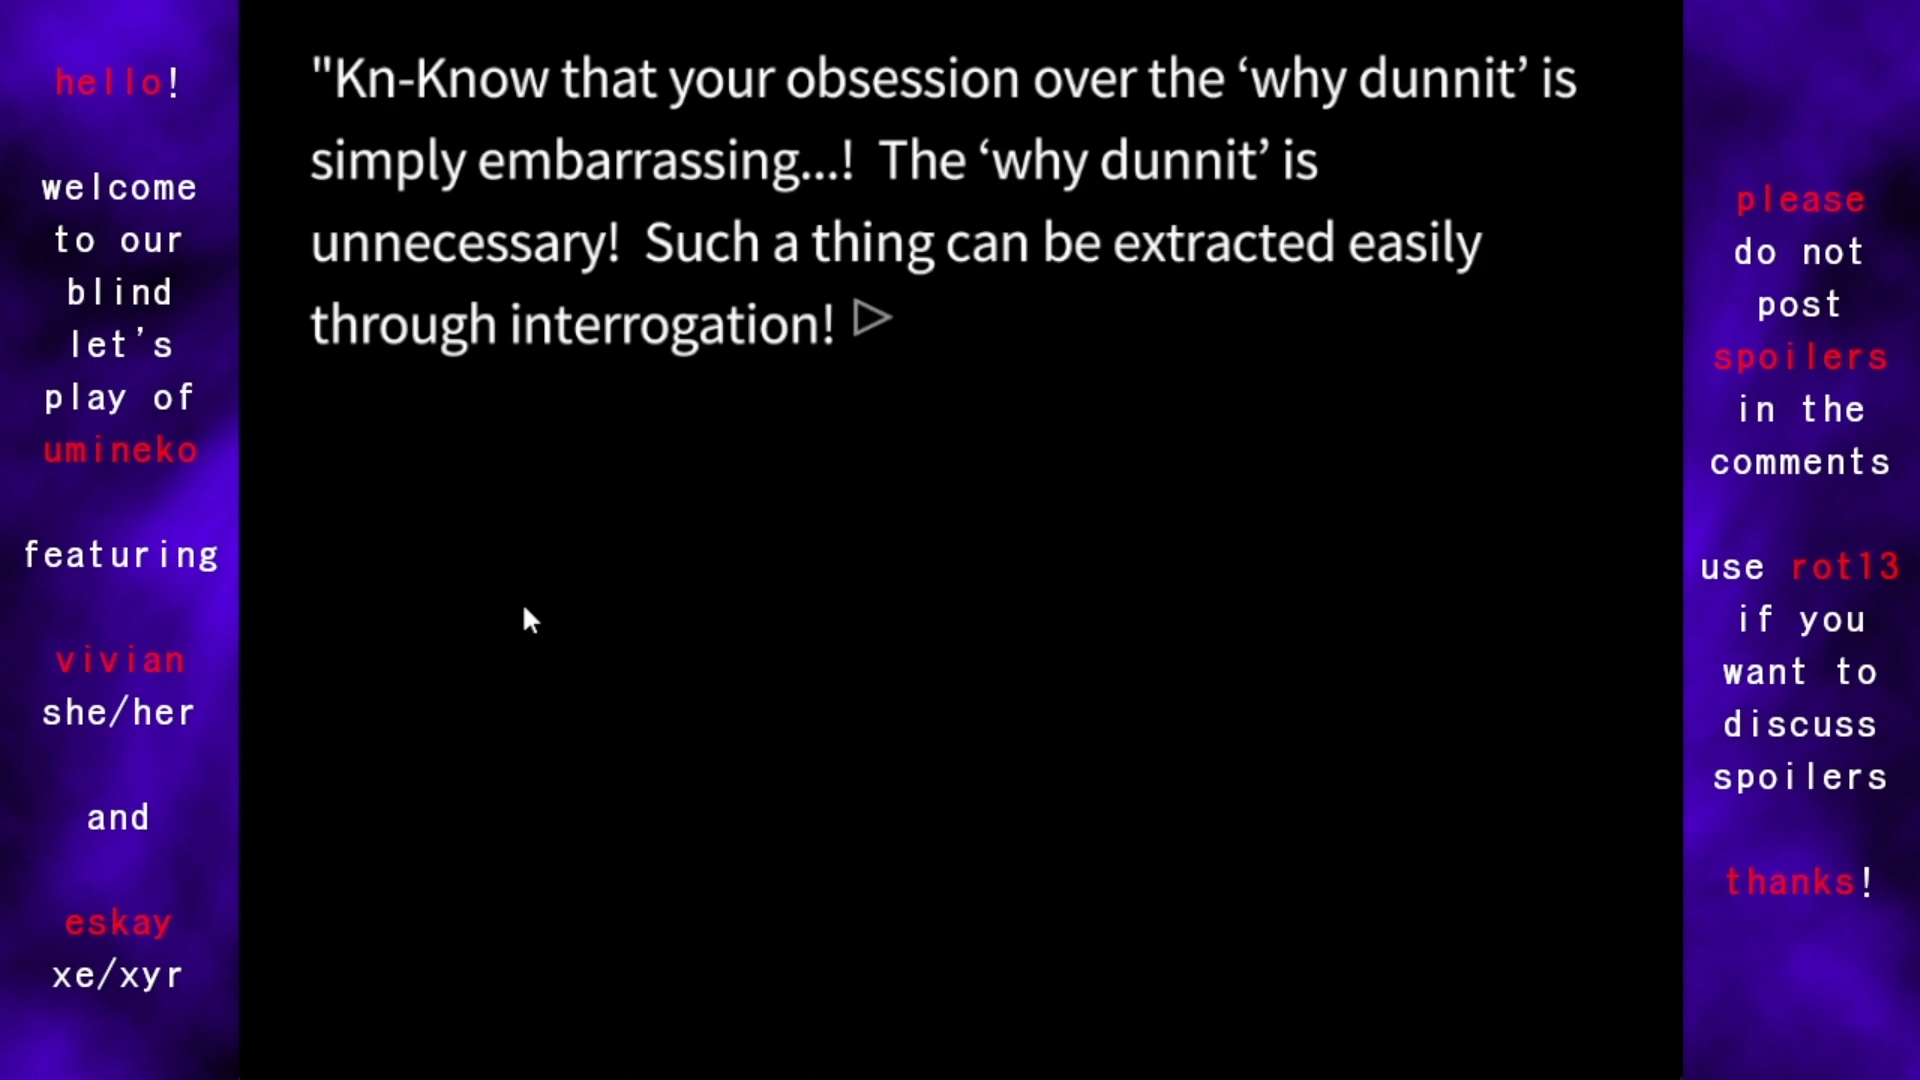 hello!
welcome
to our
blind
let's
play of
umineko
featuring
vivian
she/her
and
eskay
xe/xyr
"Kn-Know that your obsession over the ‘why dunnit’ is
simply embarrassing...!  The ‘why dunnit’ is
unnecessary!  Such a thing can be extracted easily
through interrogation!
please
do not
post
spoilers
in the
comments
use rot13
if you
want to
discuss
spoilers
thanks!